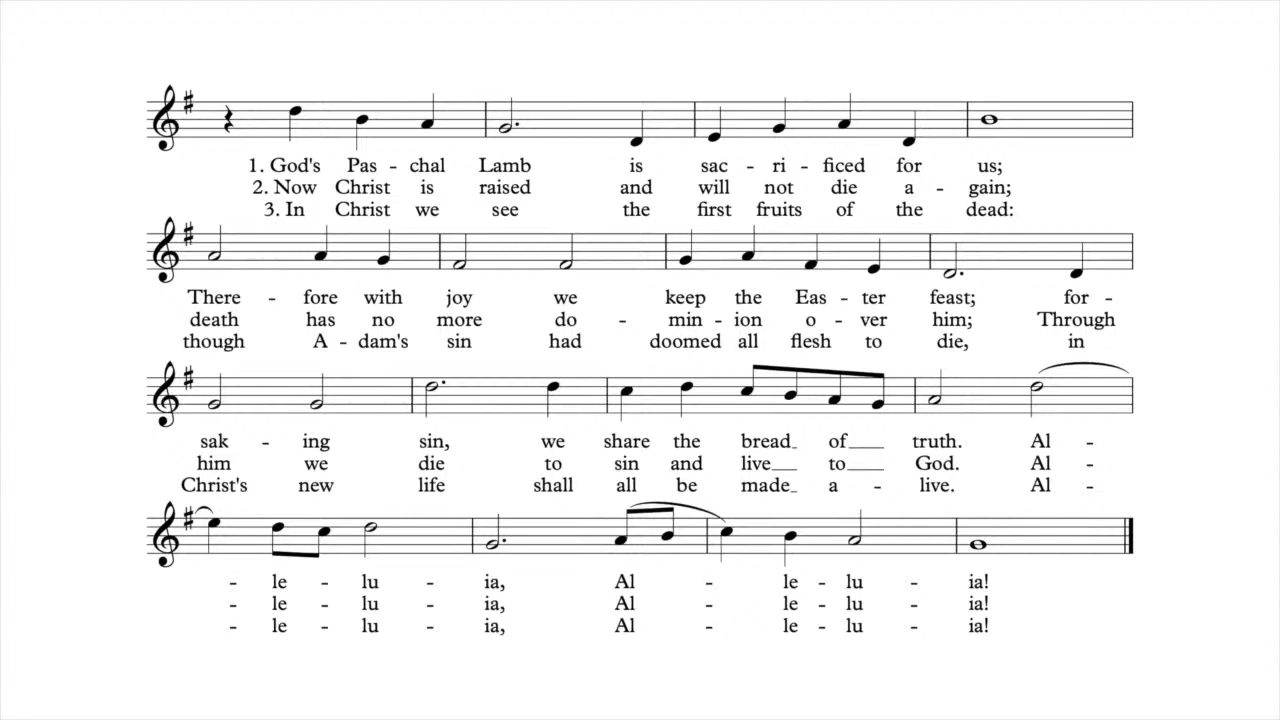 1. God's Pas - chal Lamb is sac - ri - ficed for us;
2. Now Christ is raised and will not die a - gain;
3. In Christ we see the first fruits of the dead:
There - fore with joy we keep the Eas - ter feast; for -
death has no more do - min - ion o - ver him; Through
though A - dam's sin had doomed all flesh to die, in
sak - ing sin, we share the bread_ of___ truth. Al -
him we die to sin and live___ to___ God. Al -
Christ's new life shall all be made_ a - live. Al -
- le - lu - ia, Al - le - lu - ia!
- le - lu - ia, Al - le - lu - ia!
- le - lu - ia, Al - le - lu - ia!